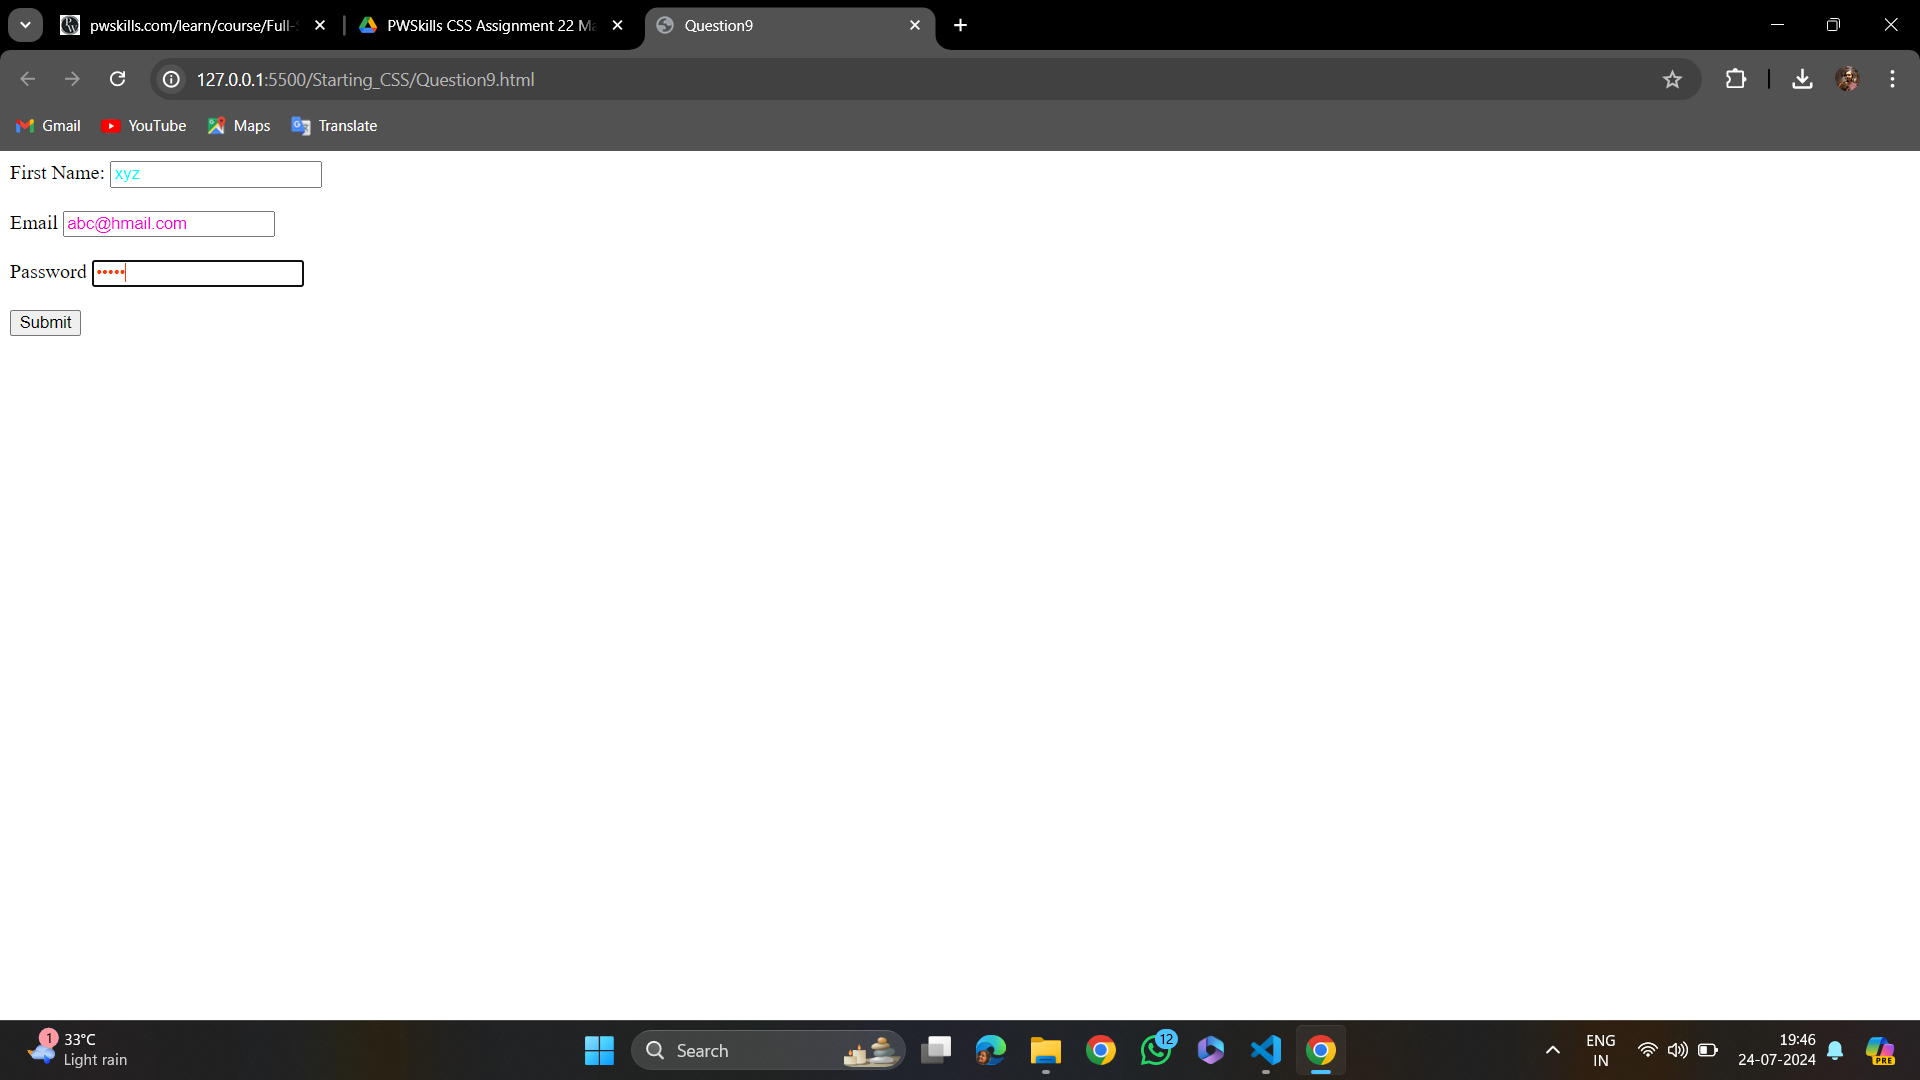 pwskills.com/learn/course/Full-
PWSkills CSS Assignment 22 Ma
Question9
127.0.0.1:5500/Starting_CSS/Question9.html
Gmail
YouTube
Maps
Translate
First Name: xyz
Email abc@hmail.com
Password •••••
Submit
1
33°C
Light rain
Search
12
ENG
IN
19:46
24-07-2024
PRE